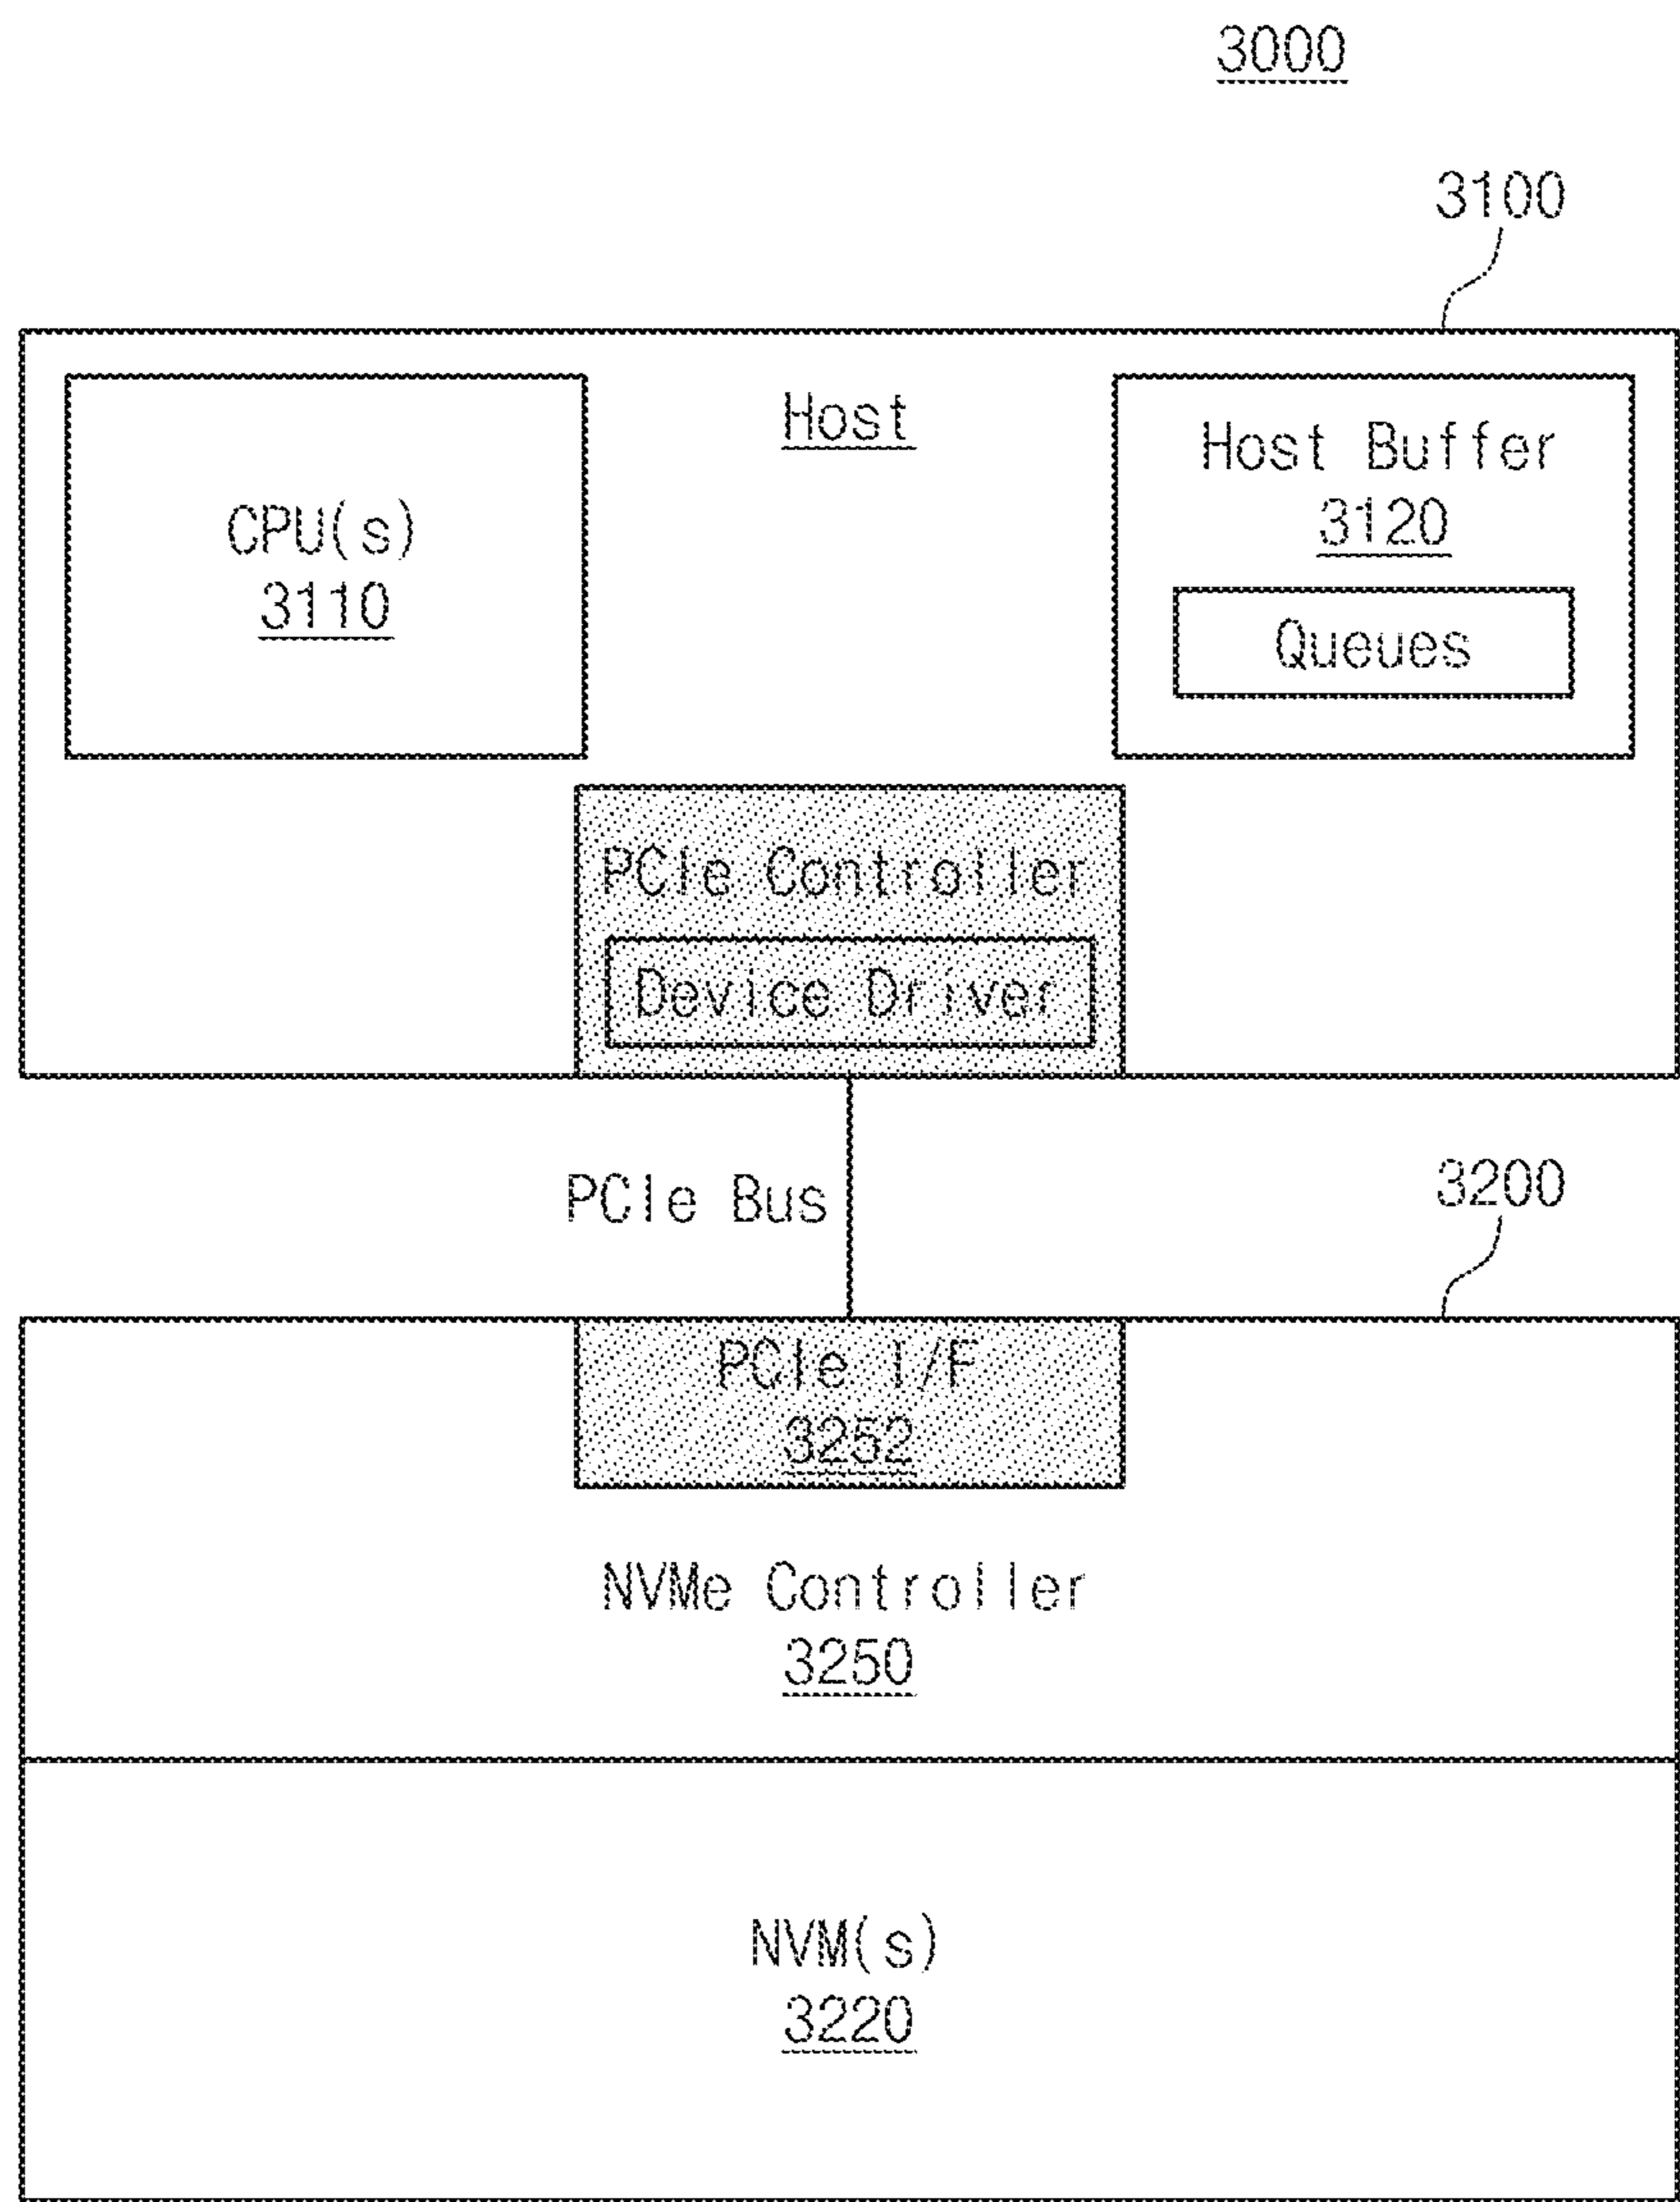 3000
3100
Host
CPU(s)
3110
Host Buffer
3120
Queues
PCIe Controller
Device Driver
PCIe Bus
3200
PCIe I/F
3252
NVMe Controller
3250
NVM(s)
3220